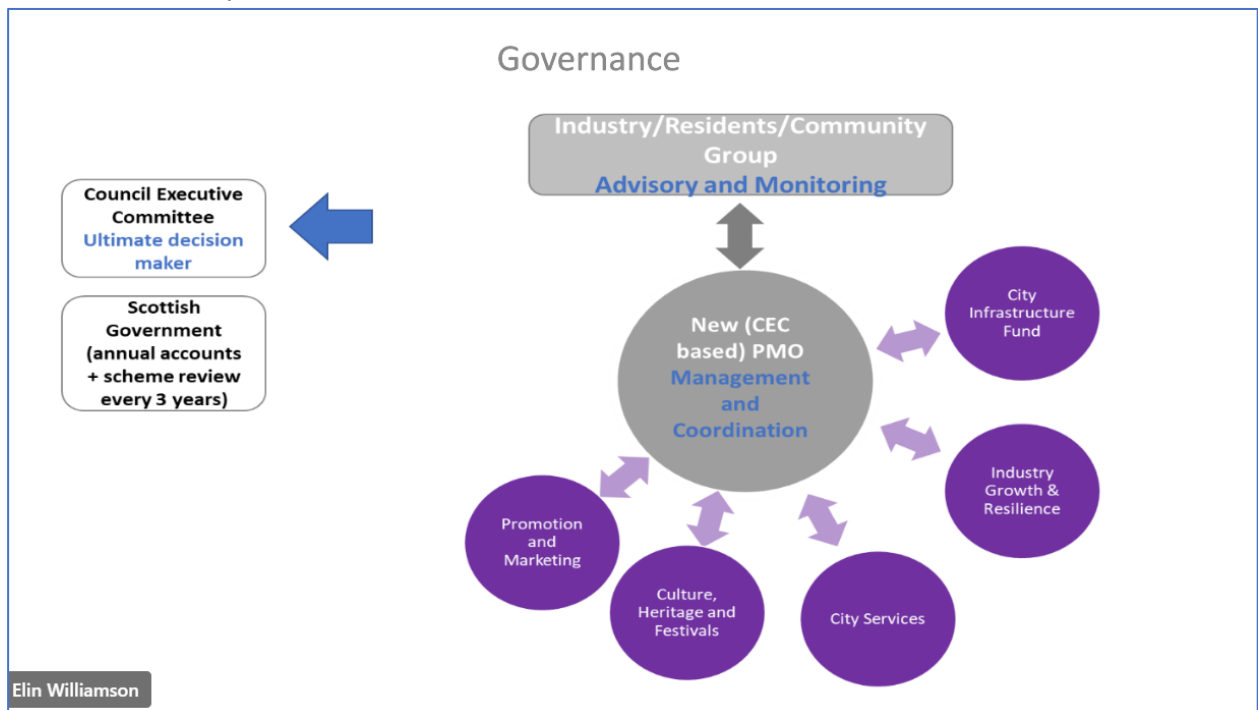 Governance
Industry/Residents/Community
Group
Advisory and Monitoring
Council Executive
Committee
Ultimate decision
maker
Scottish
Government
(annual accounts
+ scheme review
every 3 years)
New (CEC
based) PMO
Management
and
Coordination
City
Infrastructure
Fund
Industry
Growth &
Resilience
Promotion
and
Marketing
Culture,
Heritage and
Festivals
City Services
Elin Williamson